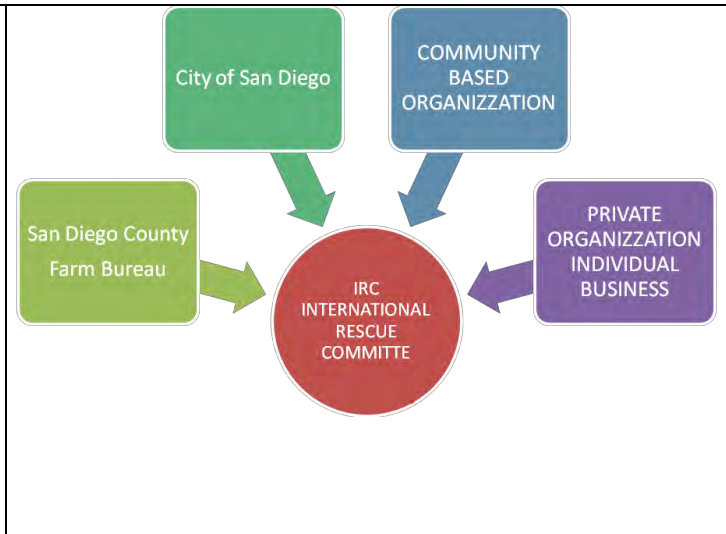 City of San Diego
COMMUNITY
BASED
ORGANIZZATION
San Diego County
Farm Bureau
PRIVATE
ORGANIZZATION
INDIVIDUAL
BUSINESS
IRC
INTERNATIONAL
RESCUE
COMMITTE